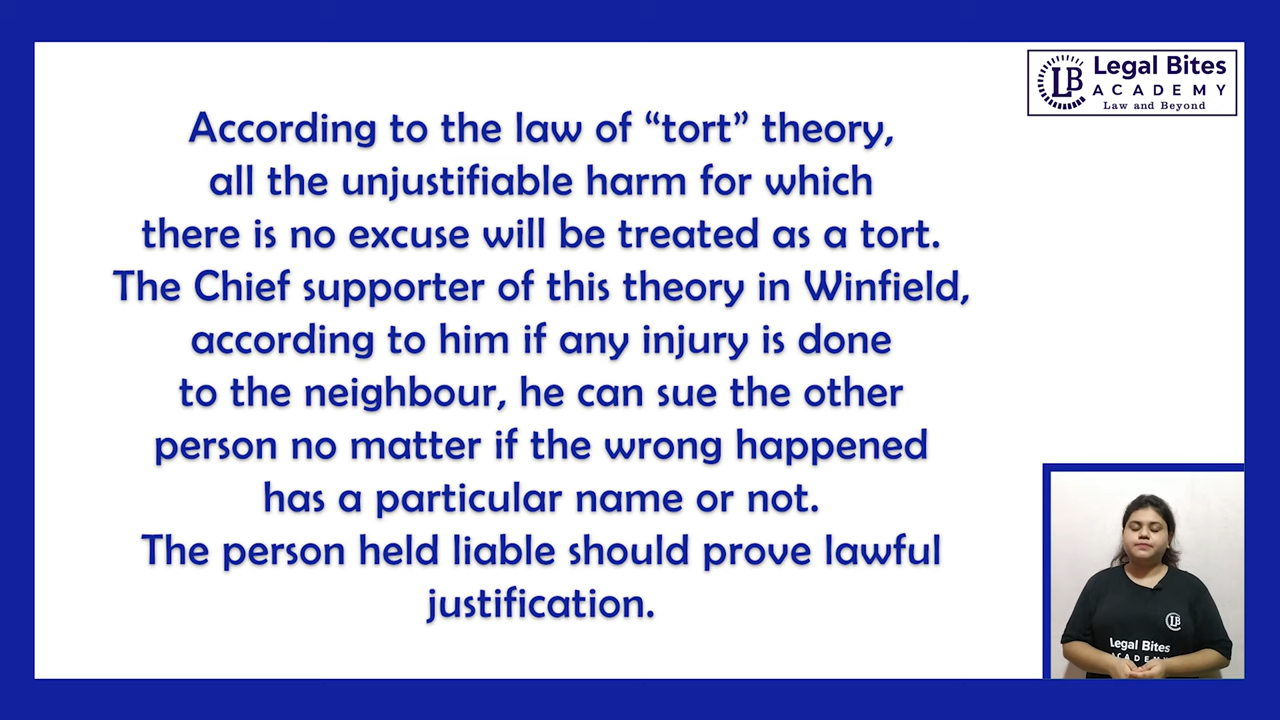 LB
Legal Bites
ACADEMY
Law and Beyond
According to the law of “tort” theory,
all the unjustifiable harm for which
there is no excuse will be treated as a tort.
The Chief supporter of this theory in Winfield,
according to him if any injury is done
to the neighbour, he can sue the other
person no matter if the wrong happened
has a particular name or not.
The person held liable should prove lawful
justification.
LB
Legal Bites
ACADEMY